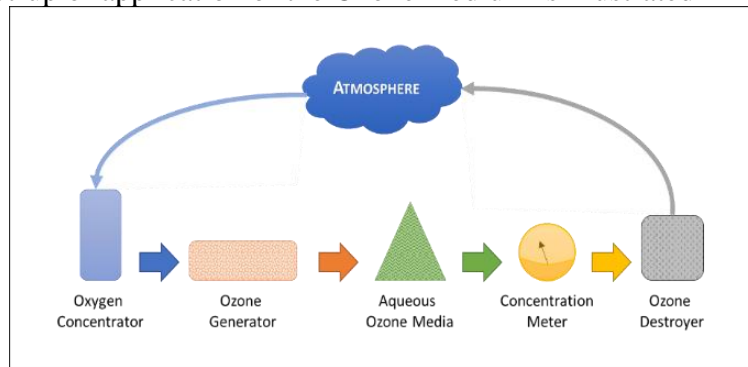 ATMOSPHERE
Oxygen
Concentrator
Ozone
Generator
Aqueous
Ozone Media
Concentration
Meter
Ozone
Destroyer